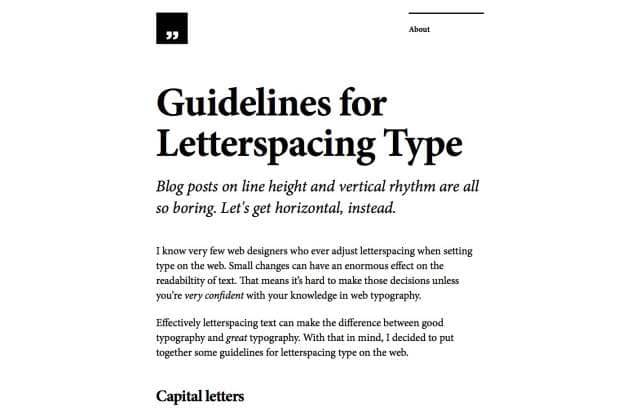 ”
About
Guidelines for
Letterspacing Type
Blog posts on line height and vertical rhythm are all
so boring. Let's get horizontal, instead.
I know very few web designers who ever adjust letterspacing when setting
type on the web. Small changes can have an enormous effect on the
readabiltity of text. That means it's hard to make those decisions unless
you're very confident with your knowledge in web typography.
Effectively letterspacing text can make the difference between good
typography and great typography. With that in mind, I decided to put
together some guidelines for letterspacing type on the web.
Capital letters